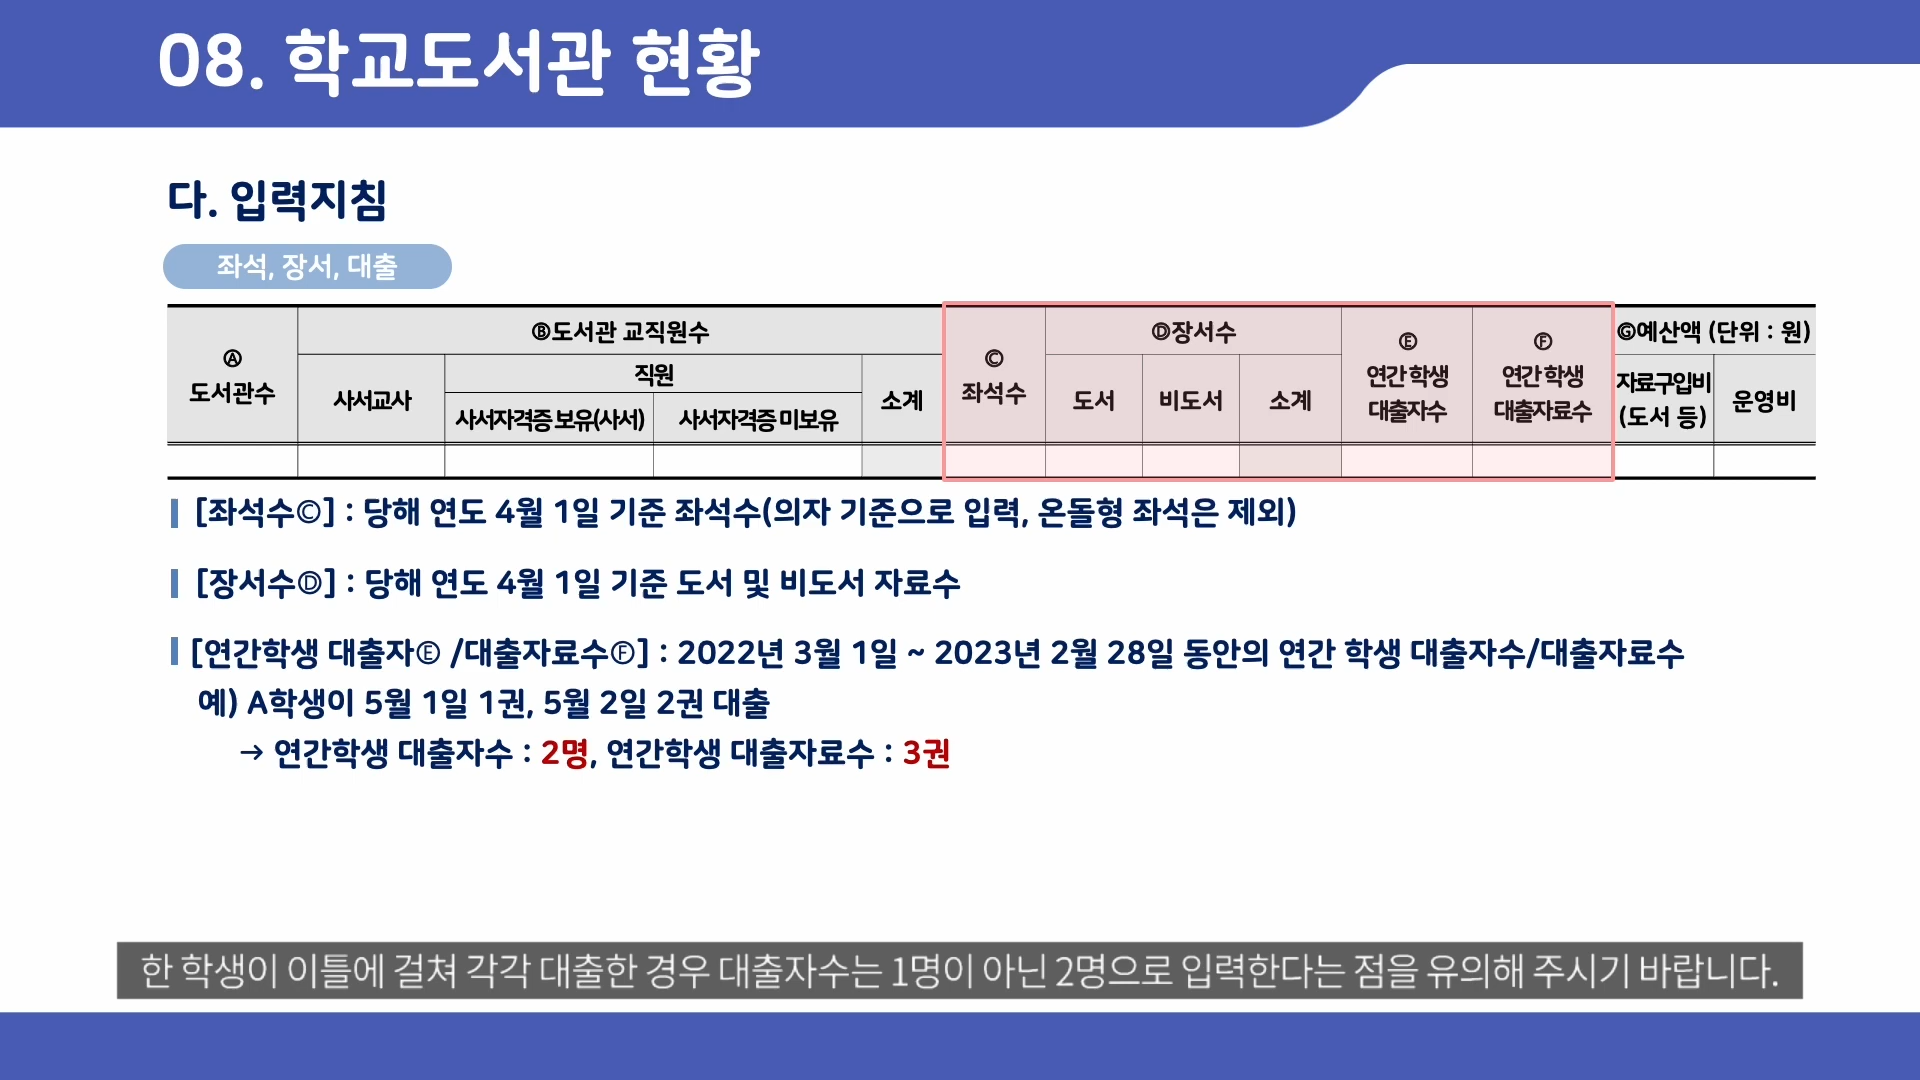 08. 학교도서관 현황
다. 입력지침
좌석, 장서, 대출
Ⓐ
도서관수
Ⓑ도서관 교직원수
사서교사
직원
사서자격증 보유(사서)
사서자격증 미보유
소계
Ⓒ
좌석수
Ⓓ장서수
도서
비도서
소계
Ⓔ
연간 학생
대출자수
Ⓕ
연간 학생
대출자료수
Ⓖ예산액 (단위 : 원)
자료구입비
(도서 등)
운영비
[좌석수Ⓒ] : 당해 연도 4월 1일 기준 좌석수(의자 기준으로 입력, 온돌형 좌석은 제외)
[장서수Ⓓ] : 당해 연도 4월 1일 기준 도서 및 비도서 자료수
[연간학생 대출자Ⓔ /대출자료수Ⓕ] : 2022년 3월 1일 ~ 2023년 2월 28일 동안의 연간 학생 대출자수/대출자료수
예) A학생이 5월 1일 1권, 5월 2일 2권 대출
→ 연간학생 대출자수 : 2명, 연간학생 대출자료수 : 3권
한 학생이 이틀에 걸쳐 각각 대출한 경우 대출자수는 1명이 아닌 2명으로 입력한다는 점을 유의해 주시기 바랍니다.